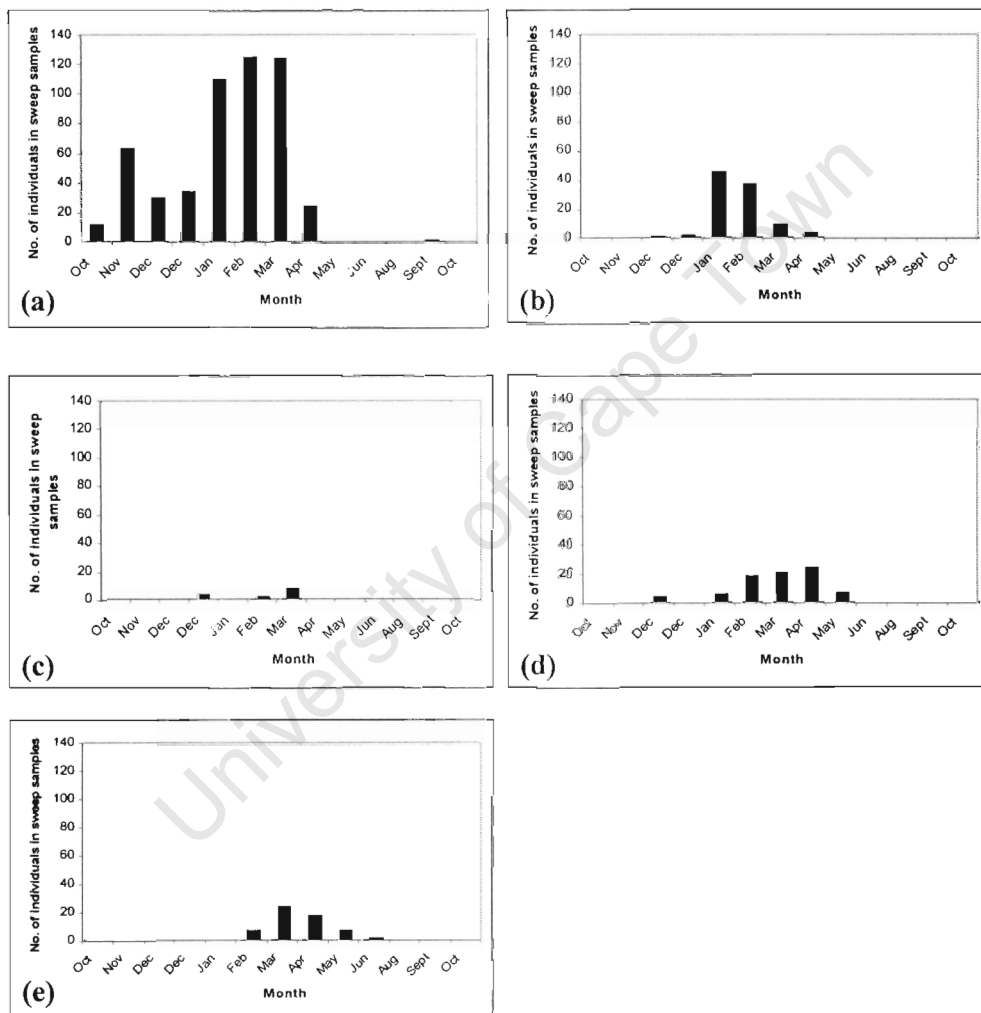 No. of individuals in sweep samples
140
120
100
80
60
40
20
0
Oct Nov Dec Dec Jan Feb Mar Apr May Jun Aug Sept Oct
Month
(a)
No. of individuals in sweep samples
140
120
100
80
60
40
20
0
Oct Nov Dec Dec Jan Feb Mar Apr May Jun Aug Sept Oct
Month
(b)
No. of individuals in sweep
samples
140
120
100
80
60
40
20
0
Oct Nov Dec Dec Jan Feb Mar Apr May Jun Aug Sept Oct
Month
(c)
No. of individuals in sweep samples
140
120
100
80
60
40
20
0
Oct Nov Dec Dec Jan Feb Mar Apr May Jun Aug Sept Oct
Month
(d)
No. of individuals in sweep samples
140
120
100
80
60
40
20
0
Oct Nov Dec Dec Jan Feb Mar Apr May Jun Aug Sept Oct
Month
(e)
University of Cape Town